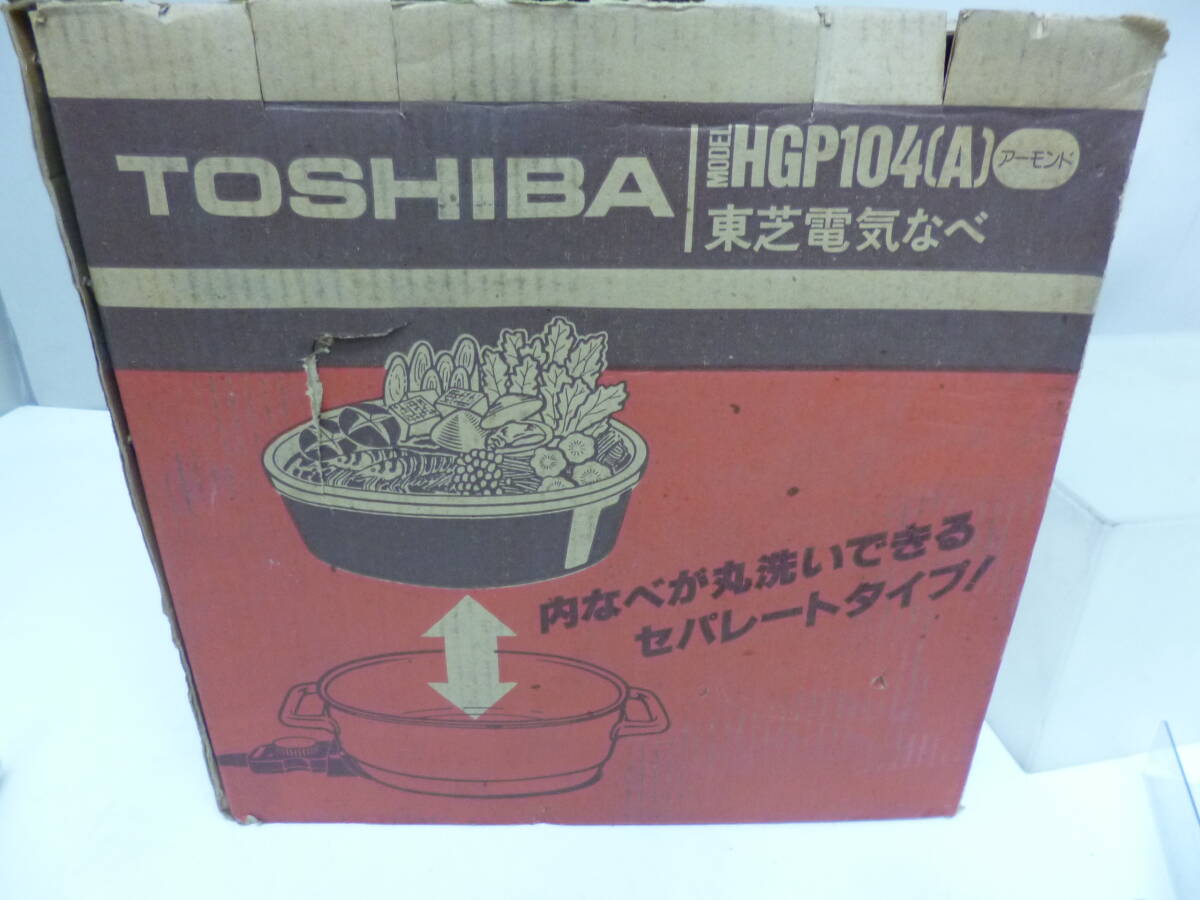 TOSHIBA
MODEL HGP104(A) アーモンド
東芝電気なべ
内なべが丸洗いできる
セパレートタイプ!